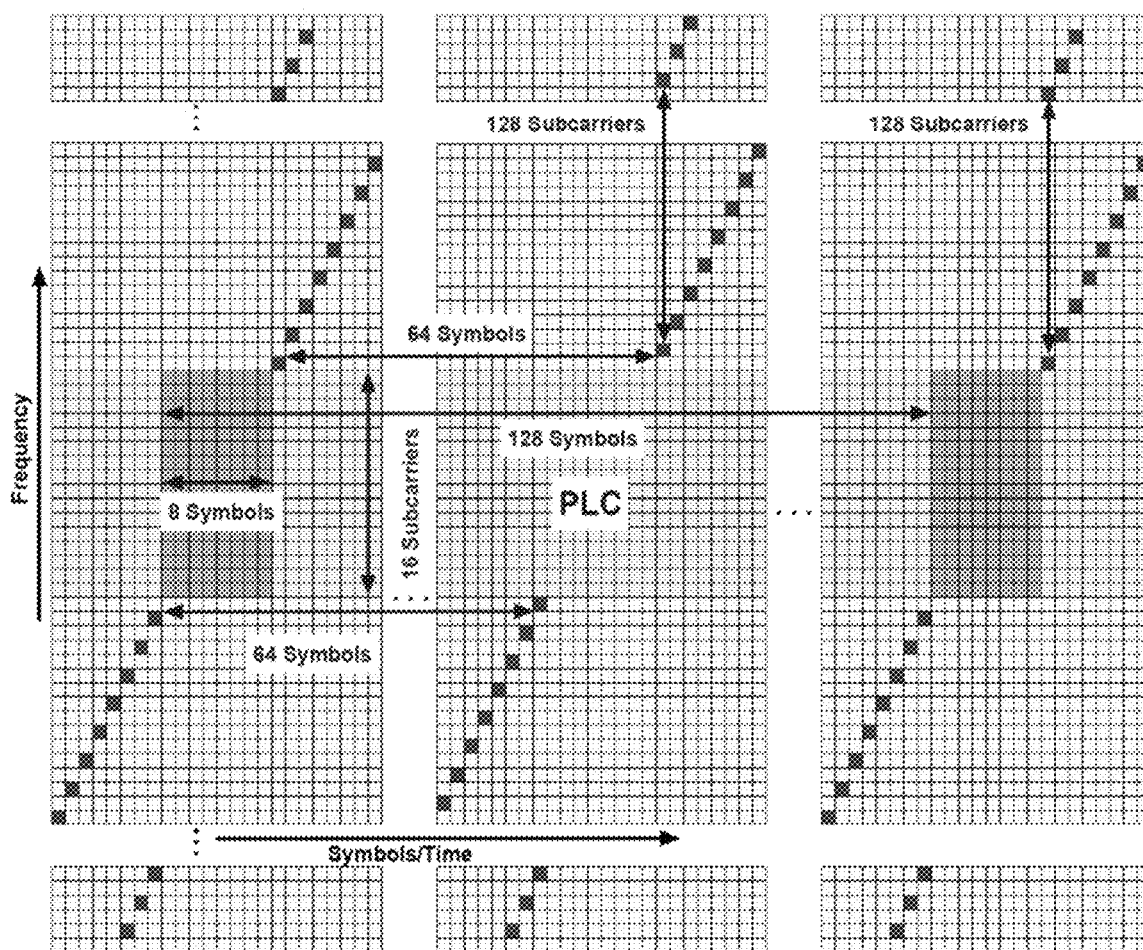 128 Subcarriers
128 Subcarriers
64 Symbols
Frequency
128 Symbols
8 Symbols
16 Subcarriers
PLC
64 Symbols
Symbols/Time